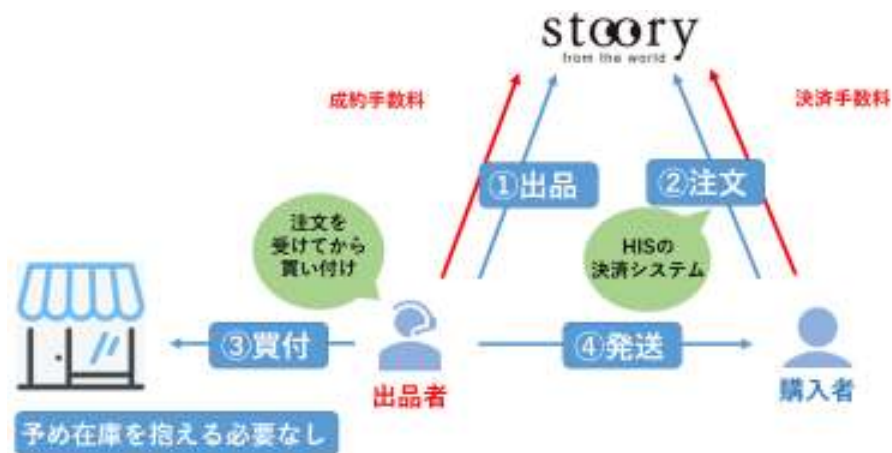 stoory
from the world
成約手数料
決済手数料
①出品
②注文
注文を
受けてから
買い付け
HISの
決済システム
③買付
④発送
出品者
購入者
予め在庫を抱える必要なし